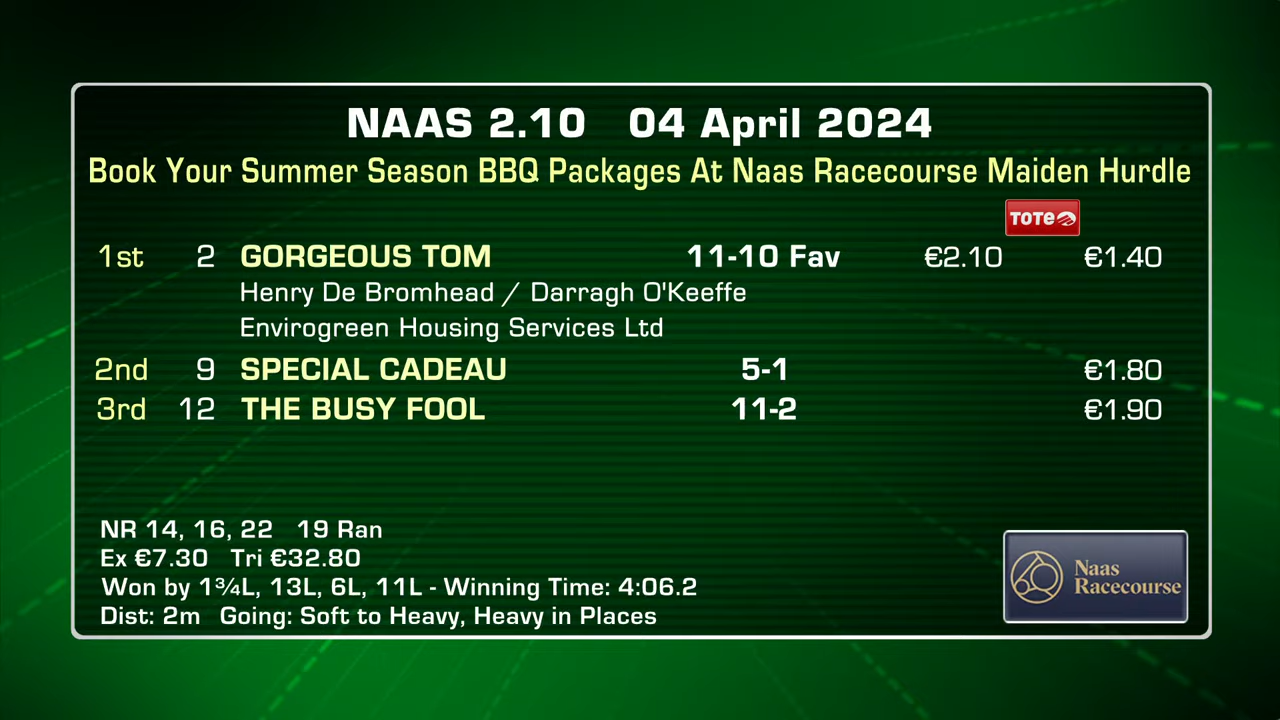 NAAS 2.10 04 April 2024
Book Your Summer Season BBQ Packages At Naas Racecourse Maiden Hurdle
TOTE
1st 2 GORGEOUS TOM 11-10 Fav €2.10 €1.40
Henry De Bromhead / Darragh O'Keeffe
Envirogreen Housing Services Ltd
2nd 9 SPECIAL CADEAU 5-1 €1.80
3rd 12 THE BUSY FOOL 11-2 €1.90
NR 14, 16, 22 19 Ran
Ex €7.30 Tri €32.80
Won by 1¾L, 13L, 6L, 11L - Winning Time: 4:06.2
Dist: 2m Going: Soft to Heavy, Heavy in Places
Naas
Racecourse